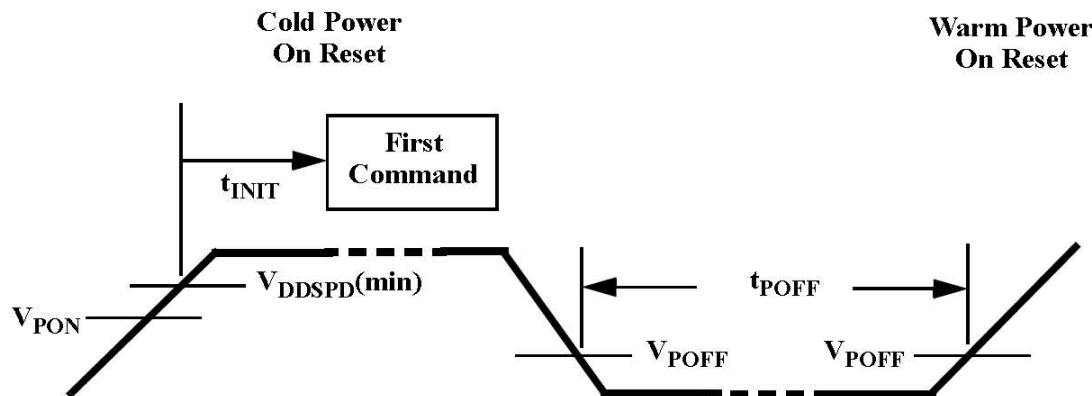 Cold Power
On Reset
Warm Power
On Reset
First
Command
tINIT
VDDSPD(min)
VPON
tPOFF
VPOFF
VPOFF